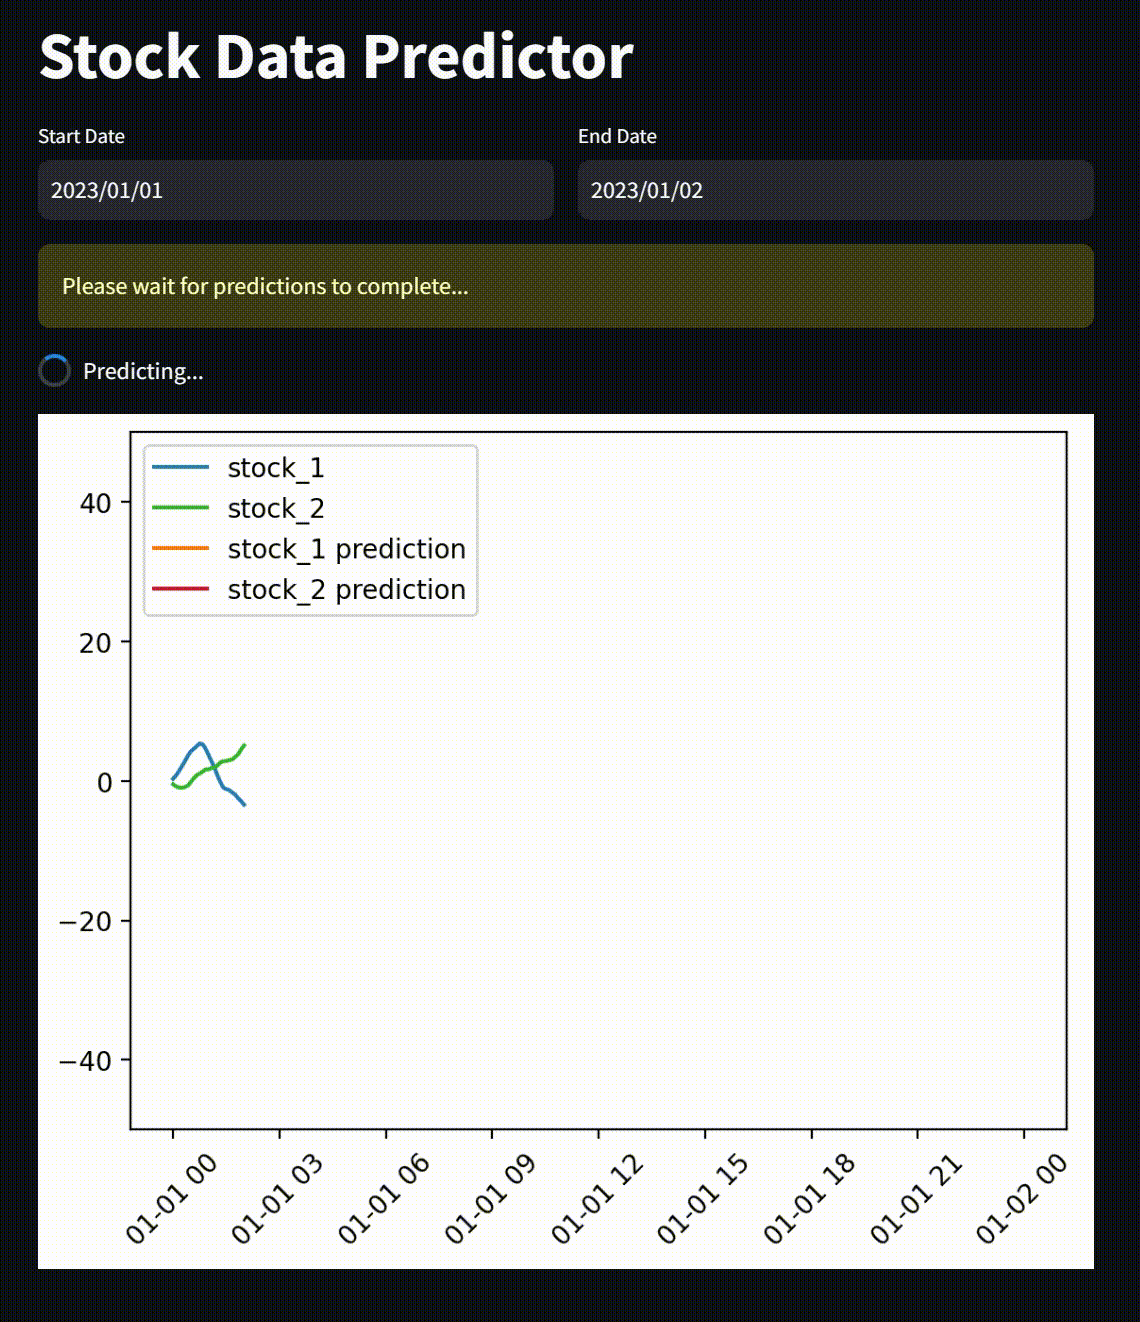 Stock Data Predictor
Start Date
End Date
2023/01/01
2023/01/02
Please wait for predictions to complete...
Predicting...
stock_1
stock_2
stock_1 prediction
stock_2 prediction
40
20
0
−20
−40
01-01 00
01-01 03
01-01 06
01-01 09
01-01 12
01-01 15
01-01 18
01-01 21
01-02 00